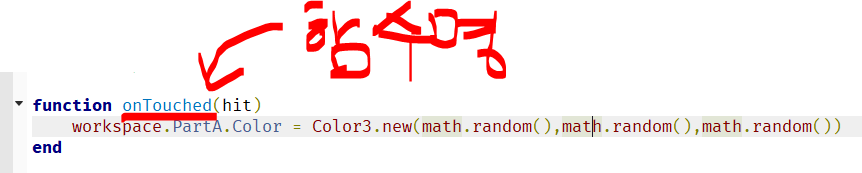 함수명
function onTouched(hit)
workspace.PartA.Color = Color3.new(math.random(),math.random(),math.random())
end